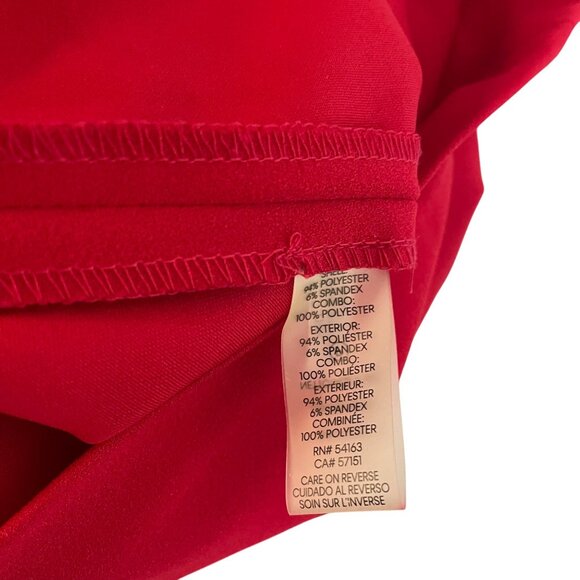 SHELL:
94% POLYESTER
6% SPANDEX
COMBO:
100% POLYESTER
EXTERIOR:
94% POLIÉSTER
6% SPANDEX
COMBO:
100% POLIÉSTER
EXTÉRIEUR:
94% POLYESTER
6% SPANDEX
COMBINÉE:
100% POLYESTER
RN# 54163
CA# 57151
CARE ON REVERSE
CUIDADO AL REVERSO
SOIN SUR L'INVERSE